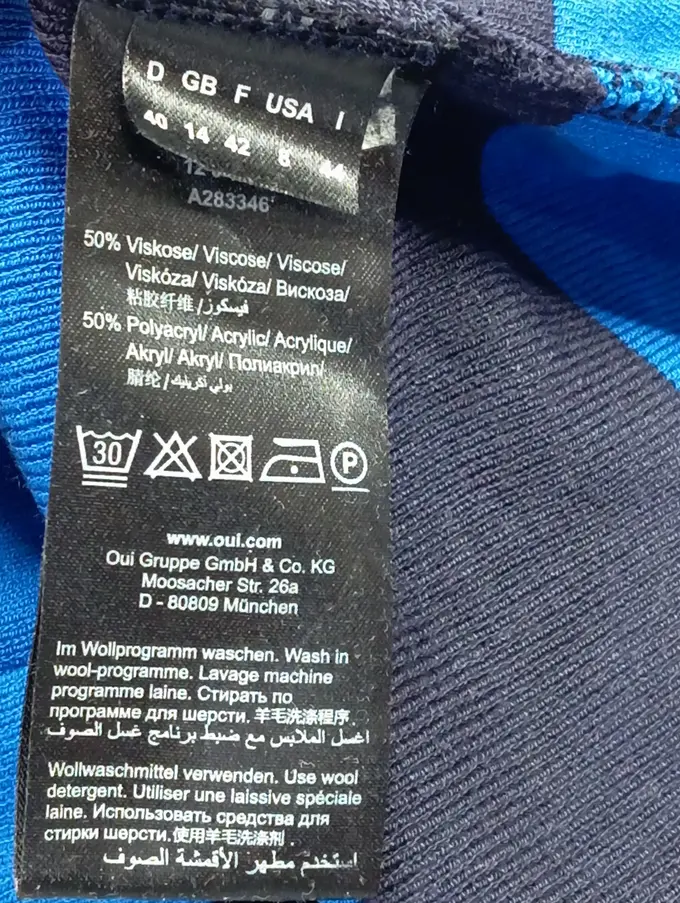 D GB F USA I
40 14 42 8 44
A283346
50% Viskose/ Viscose/ Viscose/
Viskóza/ Viskóza/ Вискоза/
粘胶纤维/فيسكوز
50% Polyacryl/ Acrylic/ Acrylique/
Akryl/ Akryl/ Полиакрил/
腈纶/بولي أكريليك
30
P
www.oui.com
Oui Gruppe GmbH & Co. KG
Moosacher Str. 26a
D - 80809 München
Im Wollprogramm waschen. Wash in
wool-programme. Lavage machine
programme laine. Стирать по
программе для шерсти. 羊毛洗涤程序.
اغسل الملابس مع ضبط برنامج غسل الصوف
Wollwaschmittel verwenden. Use wool
detergent. Utiliser une laissive spéciale
laine. Использовать средства для
стирки шерсти.使用羊毛洗涤剂.
إستخدم مطهر الأقمشة الصوف